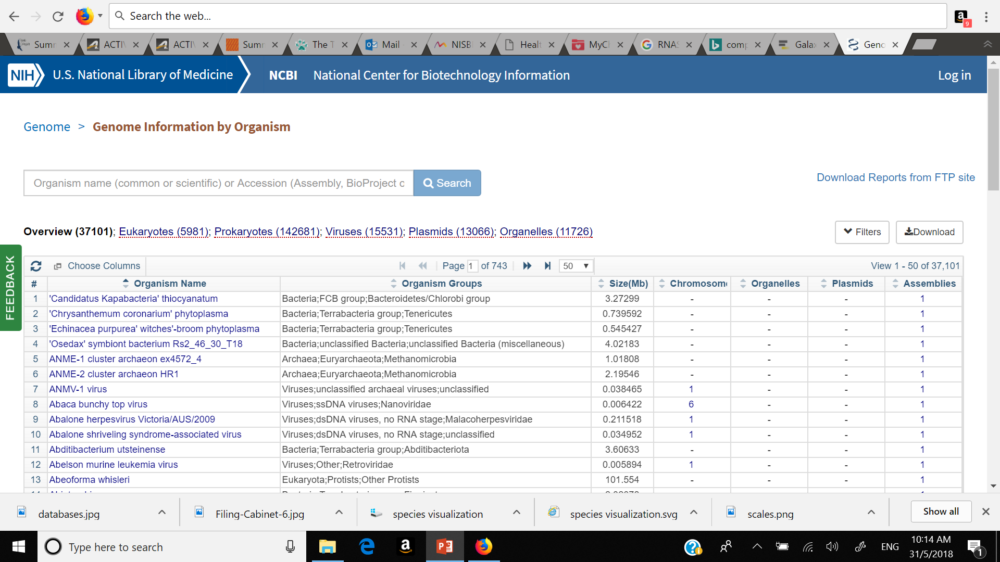 Search the web...
9
Sumr
ACTI
ACTI
Sumr
The T
Mail
NISB
Healt
MyCl
RNAS
comp
Gala
Geno
NIH U.S. National Library of Medicine NCBI National Center for Biotechnology Information Log in
Genome > Genome Information by Organism
Organism name (common or scientific) or Accession (Assembly, BioProject o
Search
Download Reports from FTP site
Overview (37101); Eukaryotes (5981); Prokaryotes (142681); Viruses (15531); Plasmids (13066); Organelles (11726)
Filters
Download
FEEDBACK
Choose Columns Page 1 of 743 50 View 1 - 50 of 37,101
# Organism Name Organism Groups Size(Mb) Chromosom Organelles Plasmids Assemblies
1 'Candidatus Kapabacteria' thiocyanatum Bacteria;FCB group;Bacteroidetes/Chlorobi group 3.27299 - - - 1
2 'Chrysanthemum coronarium' phytoplasma Bacteria;Terrabacteria group;Tenericutes 0.739592 - - - 1
3 'Echinacea purpurea' witches'-broom phytoplasma Bacteria;Terrabacteria group;Tenericutes 0.545427 - - - 1
4 'Osedax' symbiont bacterium Rs2_46_30_T18 Bacteria;unclassified Bacteria;unclassified Bacteria (miscellaneous) 4.02183 - - - 1
5 ANME-1 cluster archaeon ex4572_4 Archaea;Euryarchaeota;Methanomicrobia 1.01808 - - - 1
6 ANME-2 cluster archaeon HR1 Archaea;Euryarchaeota;Methanomicrobia 2.19546 - - - 1
7 ANMV-1 virus Viruses;unclassified archaeal viruses;unclassified 0.038465 1 - - 1
8 Abaca bunchy top virus Viruses;ssDNA viruses;Nanoviridae 0.006422 6 - - 1
9 Abalone herpesvirus Victoria/AUS/2009 Viruses;dsDNA viruses, no RNA stage;Malacoherpesviridae 0.211518 1 - - 1
10 Abalone shriveling syndrome-associated virus Viruses;dsDNA viruses, no RNA stage;unclassified 0.034952 1 - - 1
11 Abditibacterium utsteinense Bacteria;Terrabacteria group;Abditibacteriota 3.60633 - - - 1
12 Abelson murine leukemia virus Viruses;Other;Retroviridae 0.005894 1 - - 1
13 Abeoforma whisleri Eukaryota;Protists;Other Protists 101.554 - - - 1
databases.jpg
Filing-Cabinet-6.jpg
species visualization
species visualization.svg
scales.png
Show all
Type here to search
ENG
10:14 AM
31/5/2018
1